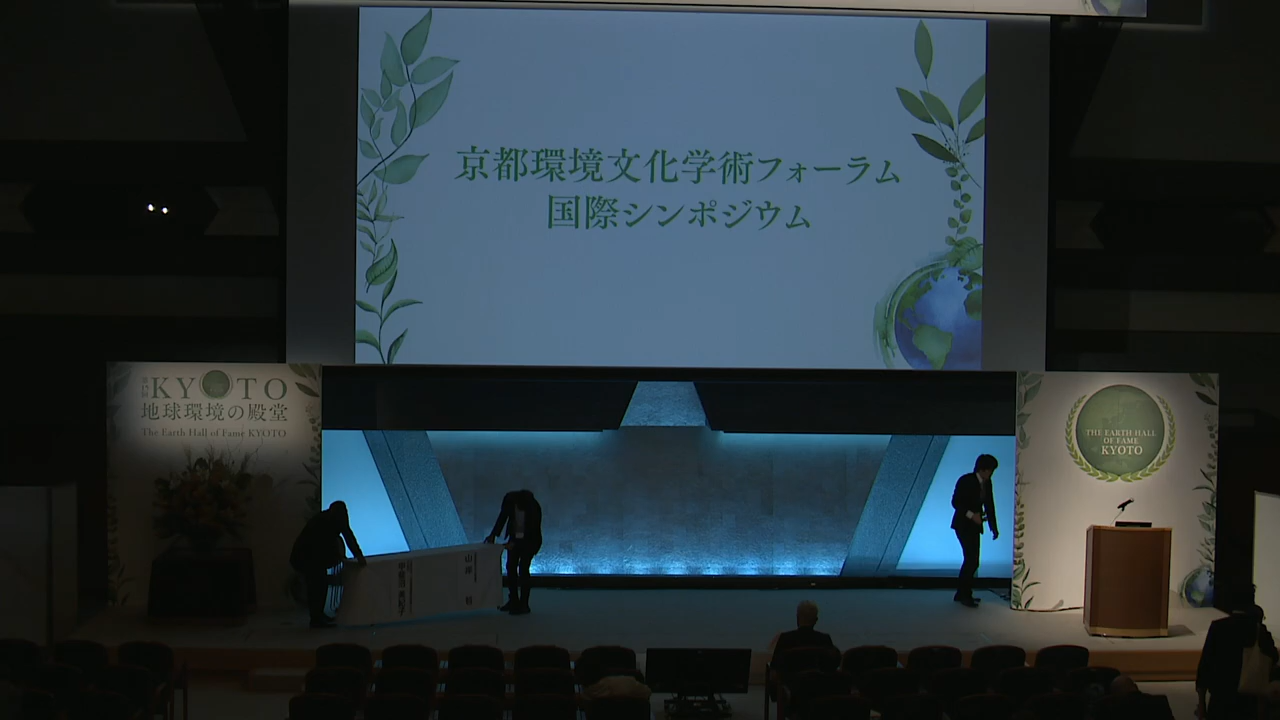 京都環境文化学術フォーラム
国際シンポジウム
KYOTO
地球環境の殿堂
The Earth Hall of Fame KYOTO
THE EARTH HALL
OF FAME
KYOTO